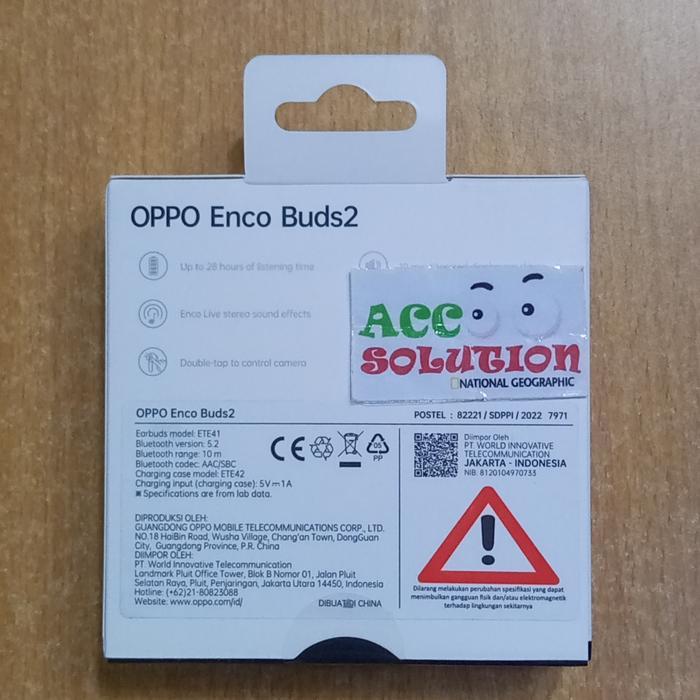 OPPO Enco Buds2
Up to 28 hours of listening time
Enco Live stereo sound effects
Double-tap to control camera
ACC
SOLUTION
NATIONAL GEOGRAPHIC
OPPO Enco Buds2
POSTEL : 82221 / SDPPI / 2022 7971
Earbuds model: ETE41
Bluetooth version: 5.2
Bluetooth range: 10 m
Bluetooth codec: AAC/SBC
Charging case model: ETE42
Charging input (charging case): 5V⎓1A
※ Specifications are from lab data.
CE
05
PP
Diimpor Oleh
PT. WORLD INNOVATIVE
TELECOMMUNICATION
JAKARTA - INDONESIA
NIB. 8120104970733
DIPRODUKSI OLEH:
GUANGDONG OPPO MOBILE TELECOMMUNICATIONS CORP., LTD.
NO.18 HaiBin Road, Wusha Village, Chang'an Town, DongGuan
City, Guangdong Province, P.R. China
DIIMPOR OLEH:
PT. World Innovative Telecommunication
Landmark Pluit Office Tower, Blok B Nomor 01, Jalan Pluit
Selatan Raya, Pluit, Penjaringan, Jakarta Utara 14450, Indonesia
Hotline: (+62)21-80823088
Website: www.oppo.com/id/
DIBUAT DI CHINA
!
Dilarang melakukan perubahan spesifikasi yang dapat
menimbulkan gangguan fisik dan/atau elektromagnetik
terhadap lingkungan sekitarnya